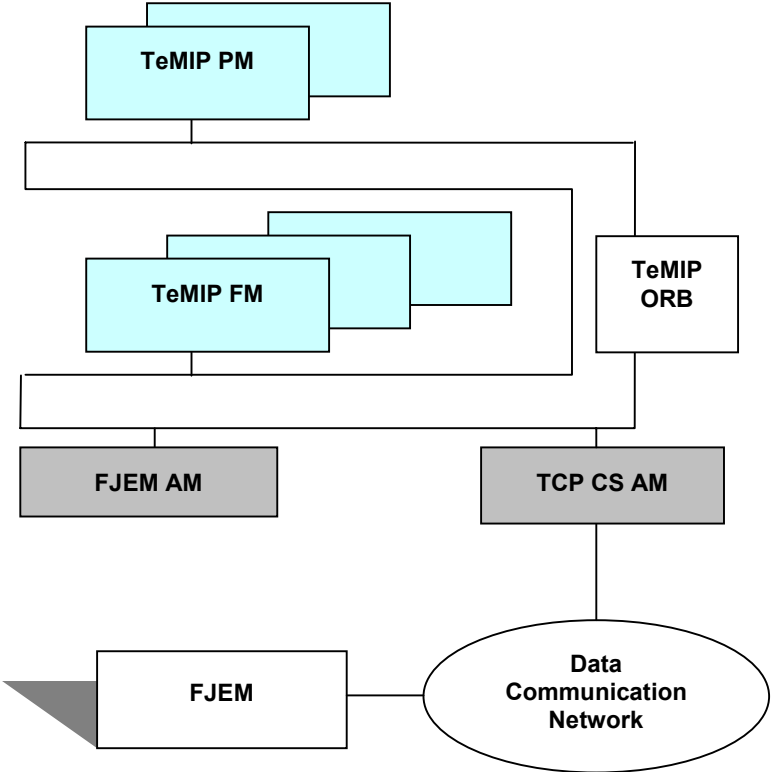 TeMIP PM
TeMIP FM
TeMIP
ORB
FJEM AM
TCP CS AM
FJEM
Data
Communication
Network